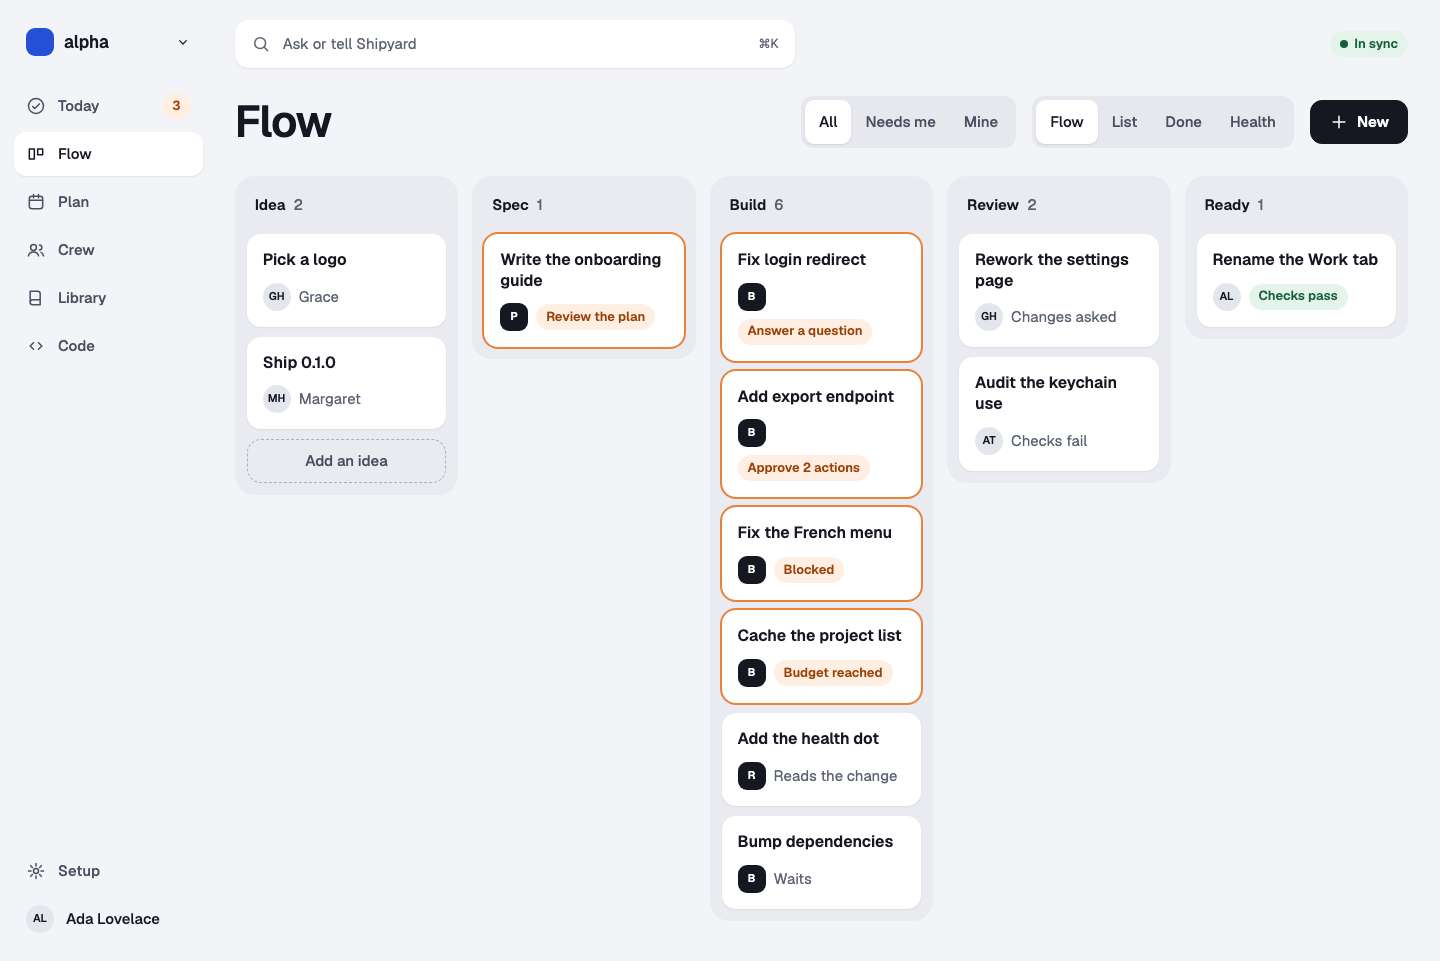 alpha
Ask or tell Shipyard
⌘K
In sync
Today
3
Flow
Plan
Crew
Library
Code
Setup
AL
Ada Lovelace
Flow
All
Needs me
Mine
Flow
List
Done
Health
New
Idea 2
Pick a logo
GH
Grace
Ship 0.1.0
MH
Margaret
Add an idea
Spec 1
Write the onboarding
guide
P
Review the plan
Build 6
Fix login redirect
B
Answer a question
Add export endpoint
B
Approve 2 actions
Fix the French menu
B
Blocked
Cache the project list
B
Budget reached
Add the health dot
R
Reads the change
Bump dependencies
B
Waits
Review 2
Rework the settings
page
GH
Changes asked
Audit the keychain
use
AT
Checks fail
Ready 1
Rename the Work tab
AL
Checks pass